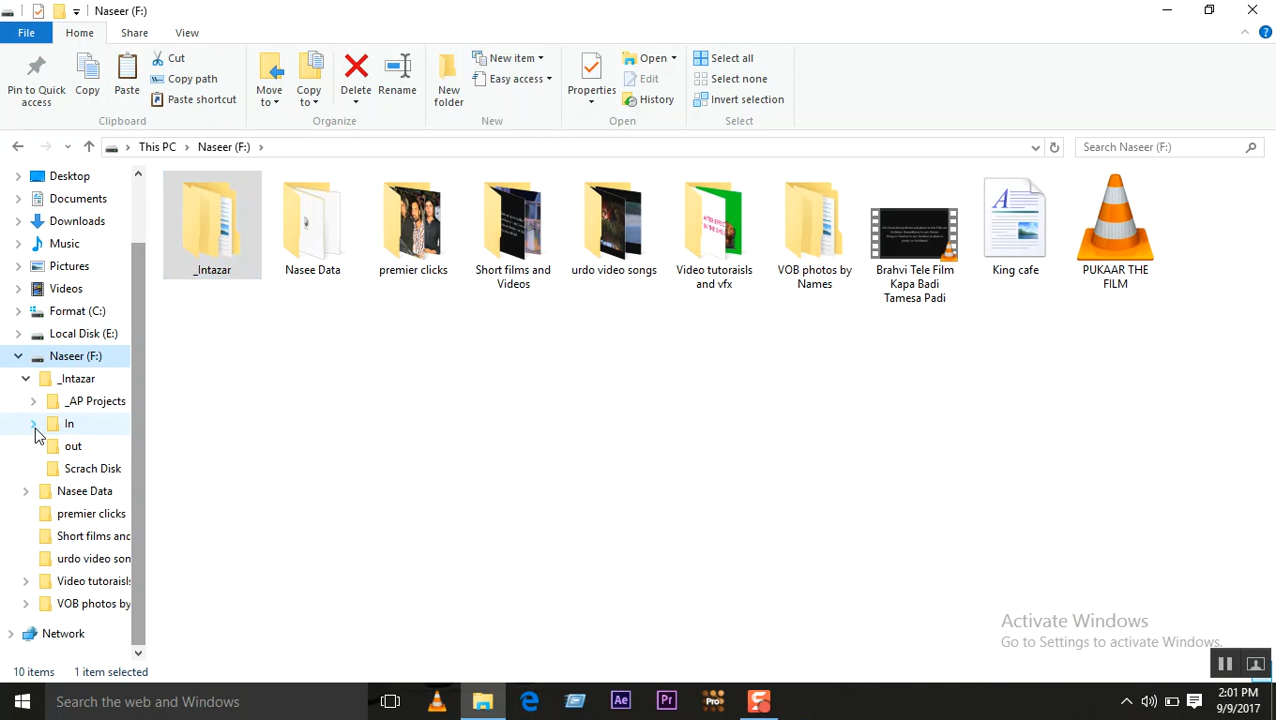 Naseer (F:)
File Home Share View
Pin to Quick access
Copy
Paste
Cut
Copy path
Paste shortcut
Clipboard
Move to
Copy to
Delete
Rename
Organize
New folder
New item
Easy access
New
Properties
Open
Edit
History
Open
Select all
Select none
Invert selection
Select
This PC
Naseer (F:)
Search Naseer (F:)
Desktop
Documents
Downloads
Music
Pictures
Videos
Format (C:)
Local Disk (E:)
Naseer (F:)
_Intazar
_AP Projects
In
out
Scrach Disk
Nasee Data
premier clicks
Short films and
urdo video son
Video tutoraisls
VOB photos by
Network
_Intazar
Nasee Data
premier clicks
Short films and Videos
urdo video songs
Video tutoraisls and vfx
VOB photos by Names
Brahvi Tele Film Kapa Badi Tamesa Padi
King cafe
PUKAAR THE FILM
Activate Windows
Go to Settings to activate Windows.
10 items 1 item selected
Search the web and Windows
Ae
Pr
Pro
2:01 PM
9/9/2017